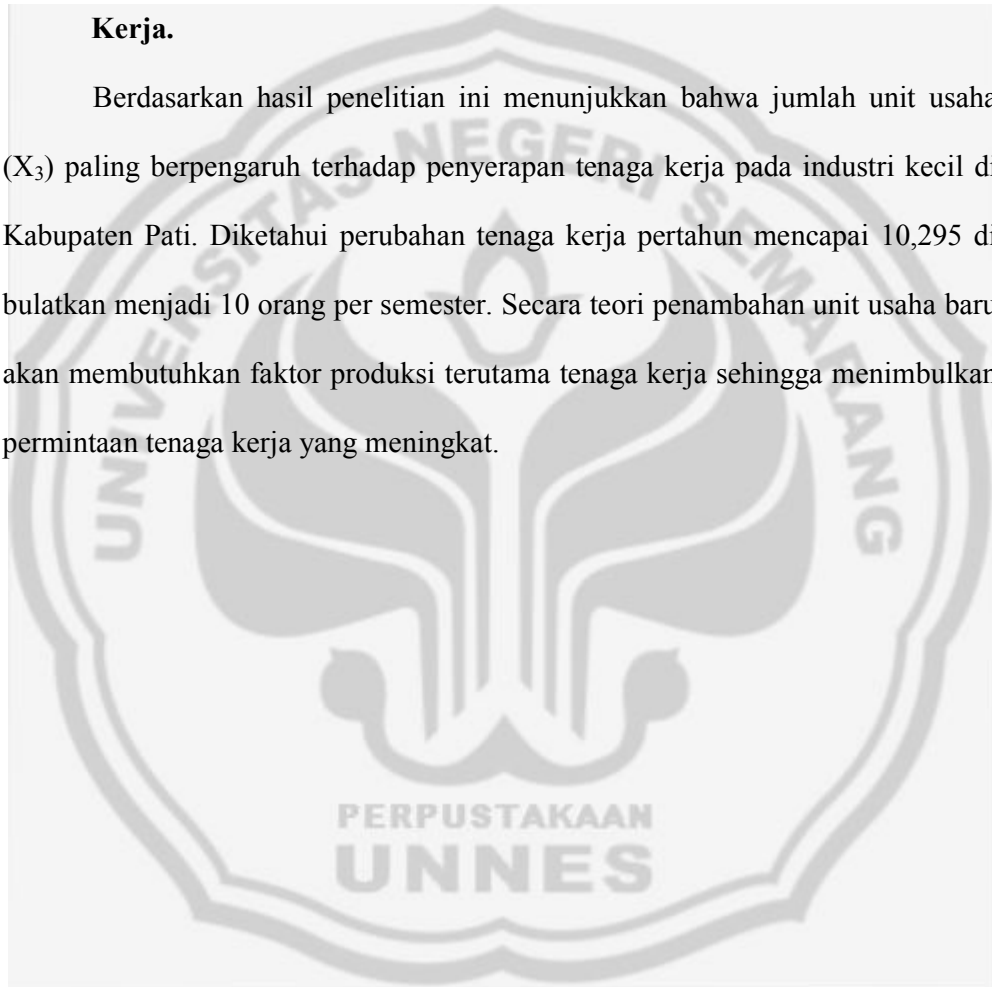 Kerja.
Berdasarkan hasil penelitian ini menunjukkan bahwa jumlah unit usaha
(X₃) paling berpengaruh terhadap penyerapan tenaga kerja pada industri kecil di
Kabupaten Pati. Diketahui perubahan tenaga kerja pertahun mencapai 10,295 di
bulatkan menjadi 10 orang per semester. Secara teori penambahan unit usaha baru
akan membutuhkan faktor produksi terutama tenaga kerja sehingga menimbulkan
permintaan tenaga kerja yang meningkat.
UNIVERSITAS NEGERI SEMARANG
PERPUSTAKAAN
UNNES